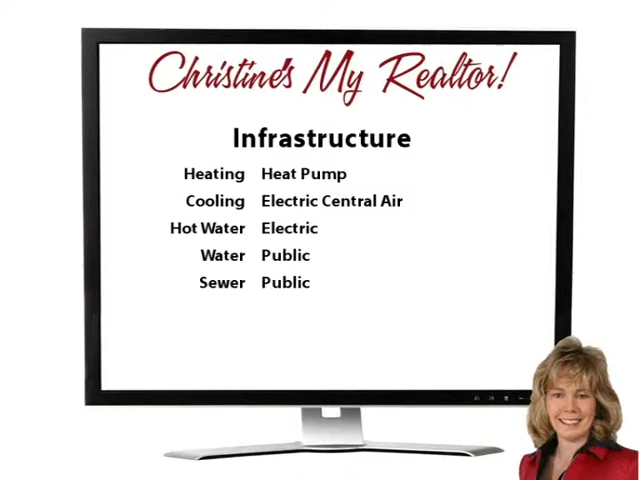 Christine's My Realtor!
Infrastructure
Heating Heat Pump
Cooling Electric Central Air
Hot Water Electric
Water Public
Sewer Public